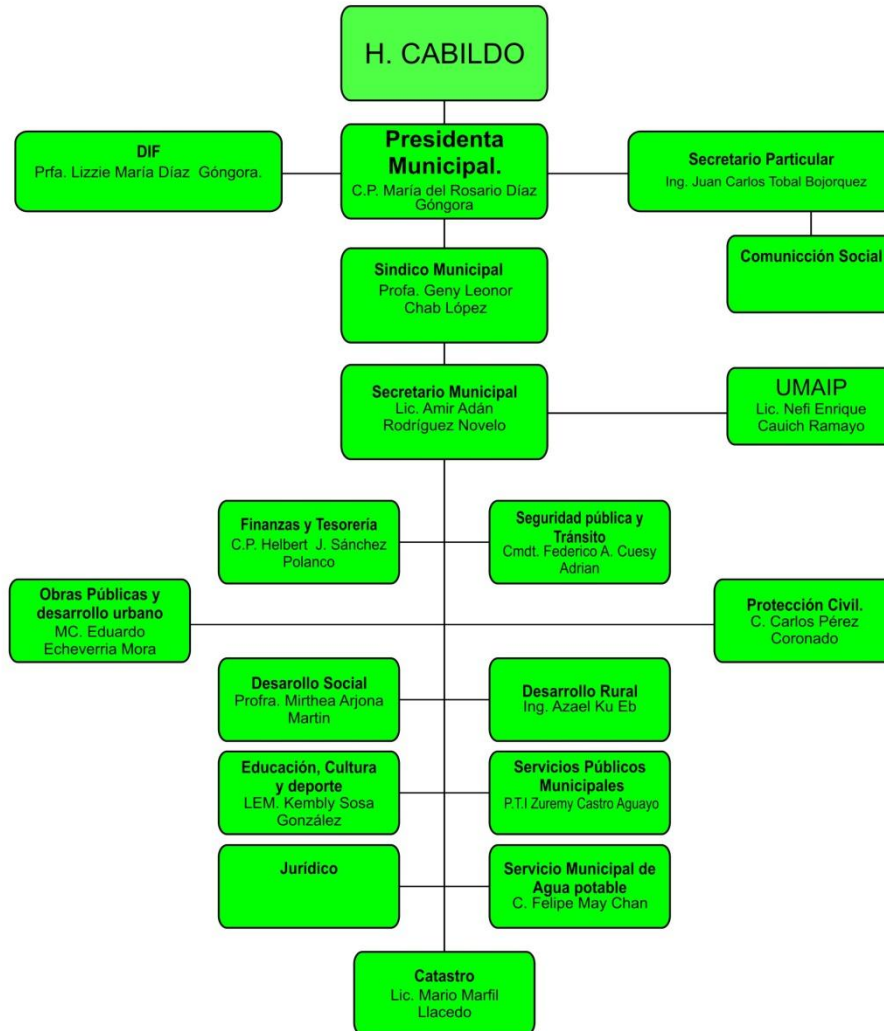 H. CABILDO
DIF
Prfa. Lizzie María Díaz Góngora.
Presidenta
Municipal.
C.P. María del Rosario Díaz
Góngora
Secretario Particular
Ing. Juan Carlos Tobal Bojorquez
Comunicción Social
Sindico Municipal
Profa. Geny Leonor
Chab López
Secretario Municipal
Lic. Amir Adán
Rodríguez Novelo
UMAIP
Lic. Nefi Enrique
Cauich Ramayo
Finanzas y Tesorería
C.P. Helbert J. Sánchez
Polanco
Seguridad pública y
Tránsito
Cmdt. Federico A. Cuesy
Adrian
Obras Públicas y
desarrollo urbano
MC. Eduardo
Echeverria Mora
Protección Civil.
C. Carlos Pérez
Coronado
Desarollo Social
Profra. Mirthea Arjona
Martin
Desarrollo Rural
Ing. Azael Ku Eb
Educación, Cultura
y deporte
LEM. Kembly Sosa
González
Servicios Públicos
Municipales
P.T.I Zuremy Castro Aguayo
Jurídico
Servicio Municipal de
Agua potable
C. Felipe May Chan
Catastro
Lic. Mario Marfil
Llacedo